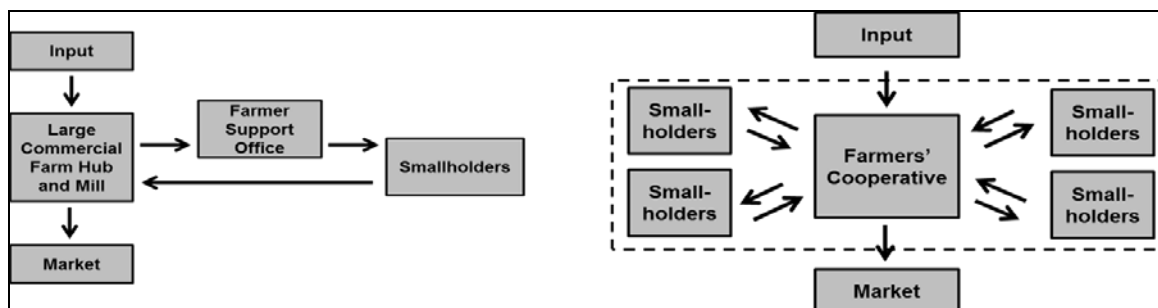 Input
Large
Commercial
Farm Hub
and Mill
Farmer
Support
Office
Smallholders
Market
Input
Small-
holders
Small-
holders
Farmers'
Cooperative
Small-
holders
Small-
holders
Market